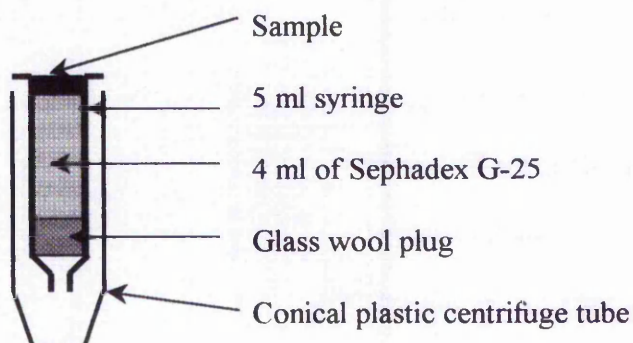 Sample
5 ml syringe
4 ml of Sephadex G-25
Glass wool plug
Conical plastic centrifuge tube